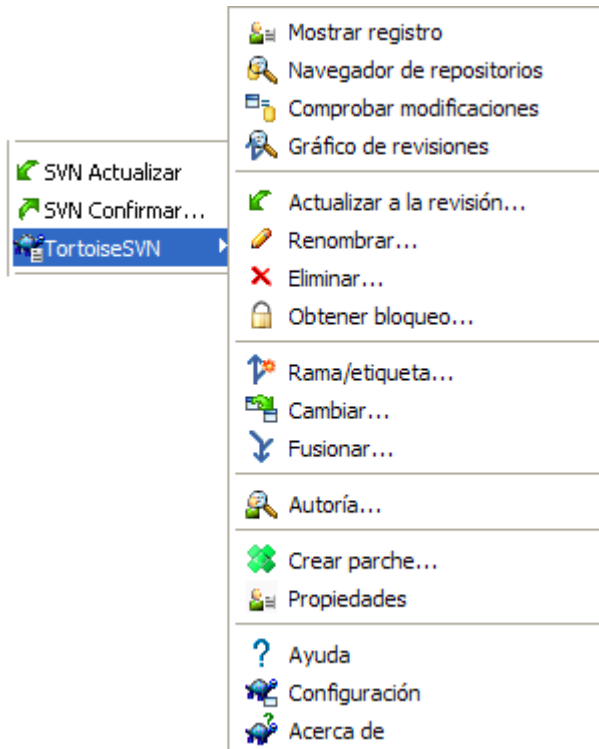 SVN Actualizar
SVN Confirmar...
TortoiseSVN
Mostrar registro
Navegador de repositorios
Comprobar modificaciones
Gráfico de revisiones
Actualizar a la revisión...
Renombrar...
Eliminar...
Obtener bloqueo...
Rama/etiqueta...
Cambiar...
Fusionar...
Autoría...
Crear parche...
Propiedades
Ayuda
Configuración
Acerca de